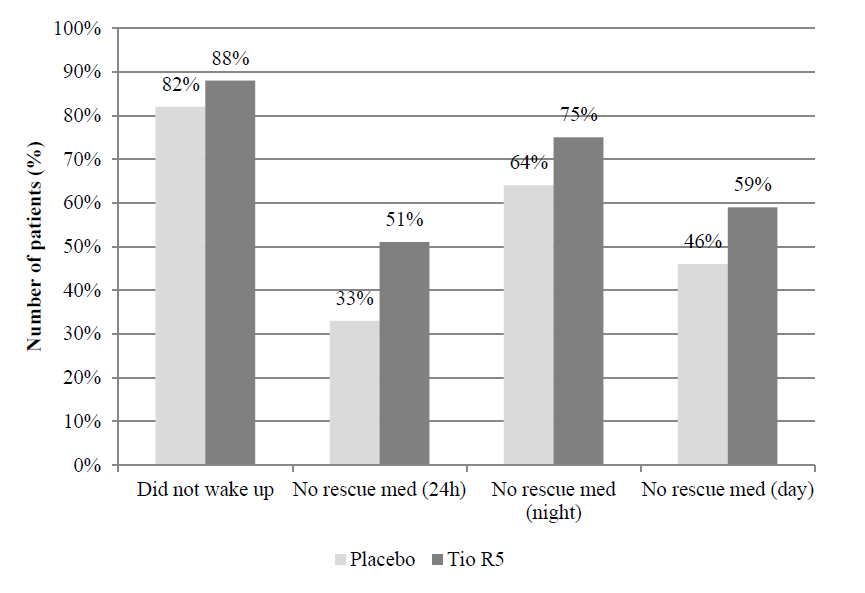 100%
90%
80%
70%
60%
50%
40%
30%
20%
10%
0%
Number of patients (%)
82%
88%
33%
51%
64%
75%
46%
59%
Did not wake up
No rescue med (24h)
No rescue med
(night)
No rescue med (day)
Placebo
Tio R5